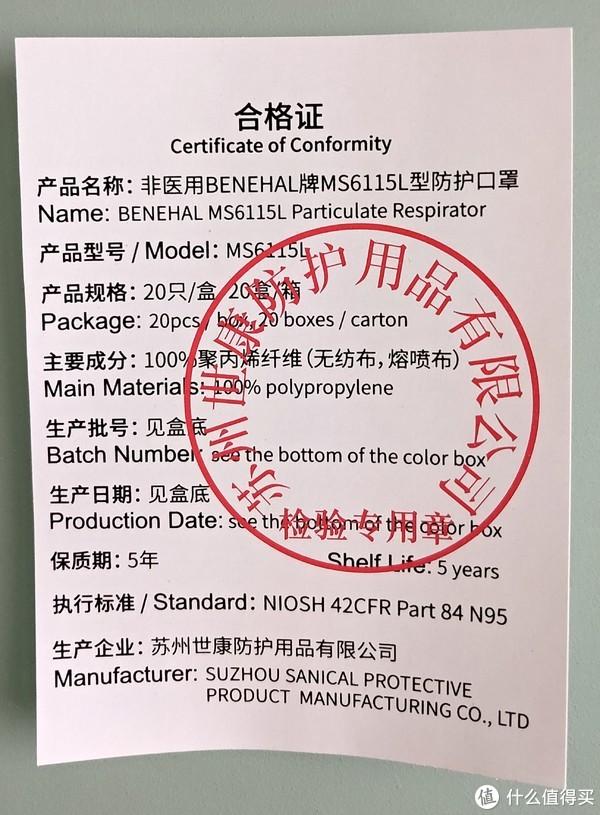 合格证
Certificate of Conformity
产品名称：非医用BENEHAL牌MS6115L型防护口罩
Name: BENEHAL MS6115L Particulate Respirator
产品型号 / Model: MS6115L
产品规格: 20只/盒 20盒/箱
Package: 20pcs / box, 20 boxes / carton
主要成分: 100%聚丙烯纤维（无纺布，熔喷布）
Main Materials: 100% polypropylene
生产批号: 见盒底
Batch Number: see the bottom of the color box
生产日期: 见盒底
Production Date: see the bottom of the color box
保质期: 5年 Shelf Life: 5 years
执行标准 / Standard: NIOSH 42CFR Part 84 N95
生产企业: 苏州世康防护用品有限公司
Manufacturer: SUZHOU SANICAL PROTECTIVE
PRODUCT MANUFACTURING CO., LTD
苏州世康防护用品有限公司
检验专用章
值 什么值得买